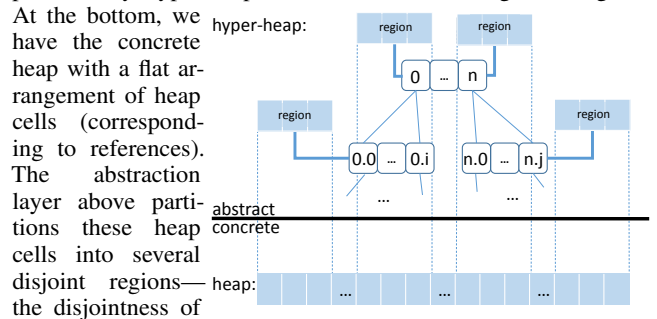 At the bottom, we
have the concrete
heap with a flat ar-
rangement of heap
cells (correspond-
ing to references).
The abstraction
layer above parti-
tions these heap
cells into several
disjoint regions—
the disjointness of
hyper-heap:
region
region
0 ... n
region
region
0.0 ... 0.i
n.0 ... n.j
...
...
abstract
concrete
heap:
... ... ...